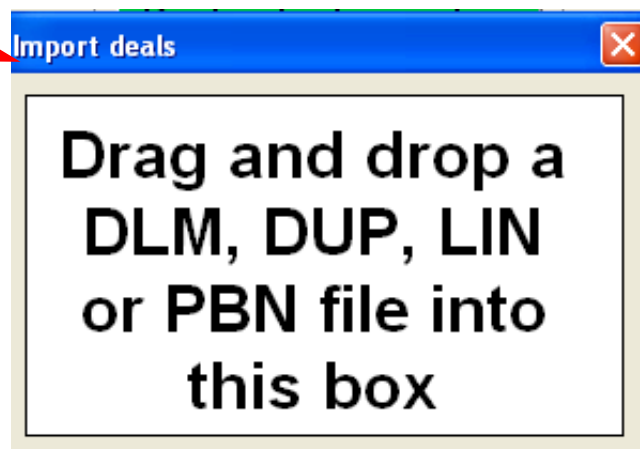 Import deals
Drag and drop a
DLM, DUP, LIN
or PBN file into
this box